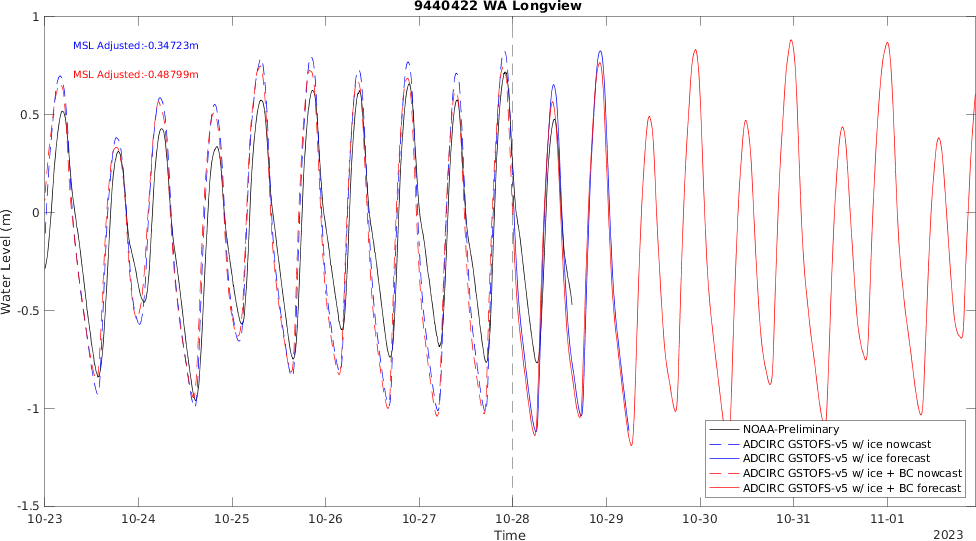 9440422 WA Longview
MSL Adjusted:-0.34723m
MSL Adjusted:-0.48799m
1
0.5
0
-0.5
-1
-1.5
Water Level (m)
10-23 10-24 10-25 10-26 10-27 10-28 10-29 10-30 10-31 11-01
Time
2023
NOAA-Preliminary
ADCIRC GSTOFS-v5 w/ ice nowcast
ADCIRC GSTOFS-v5 w/ ice forecast
ADCIRC GSTOFS-v5 w/ ice + BC nowcast
ADCIRC GSTOFS-v5 w/ ice + BC forecast